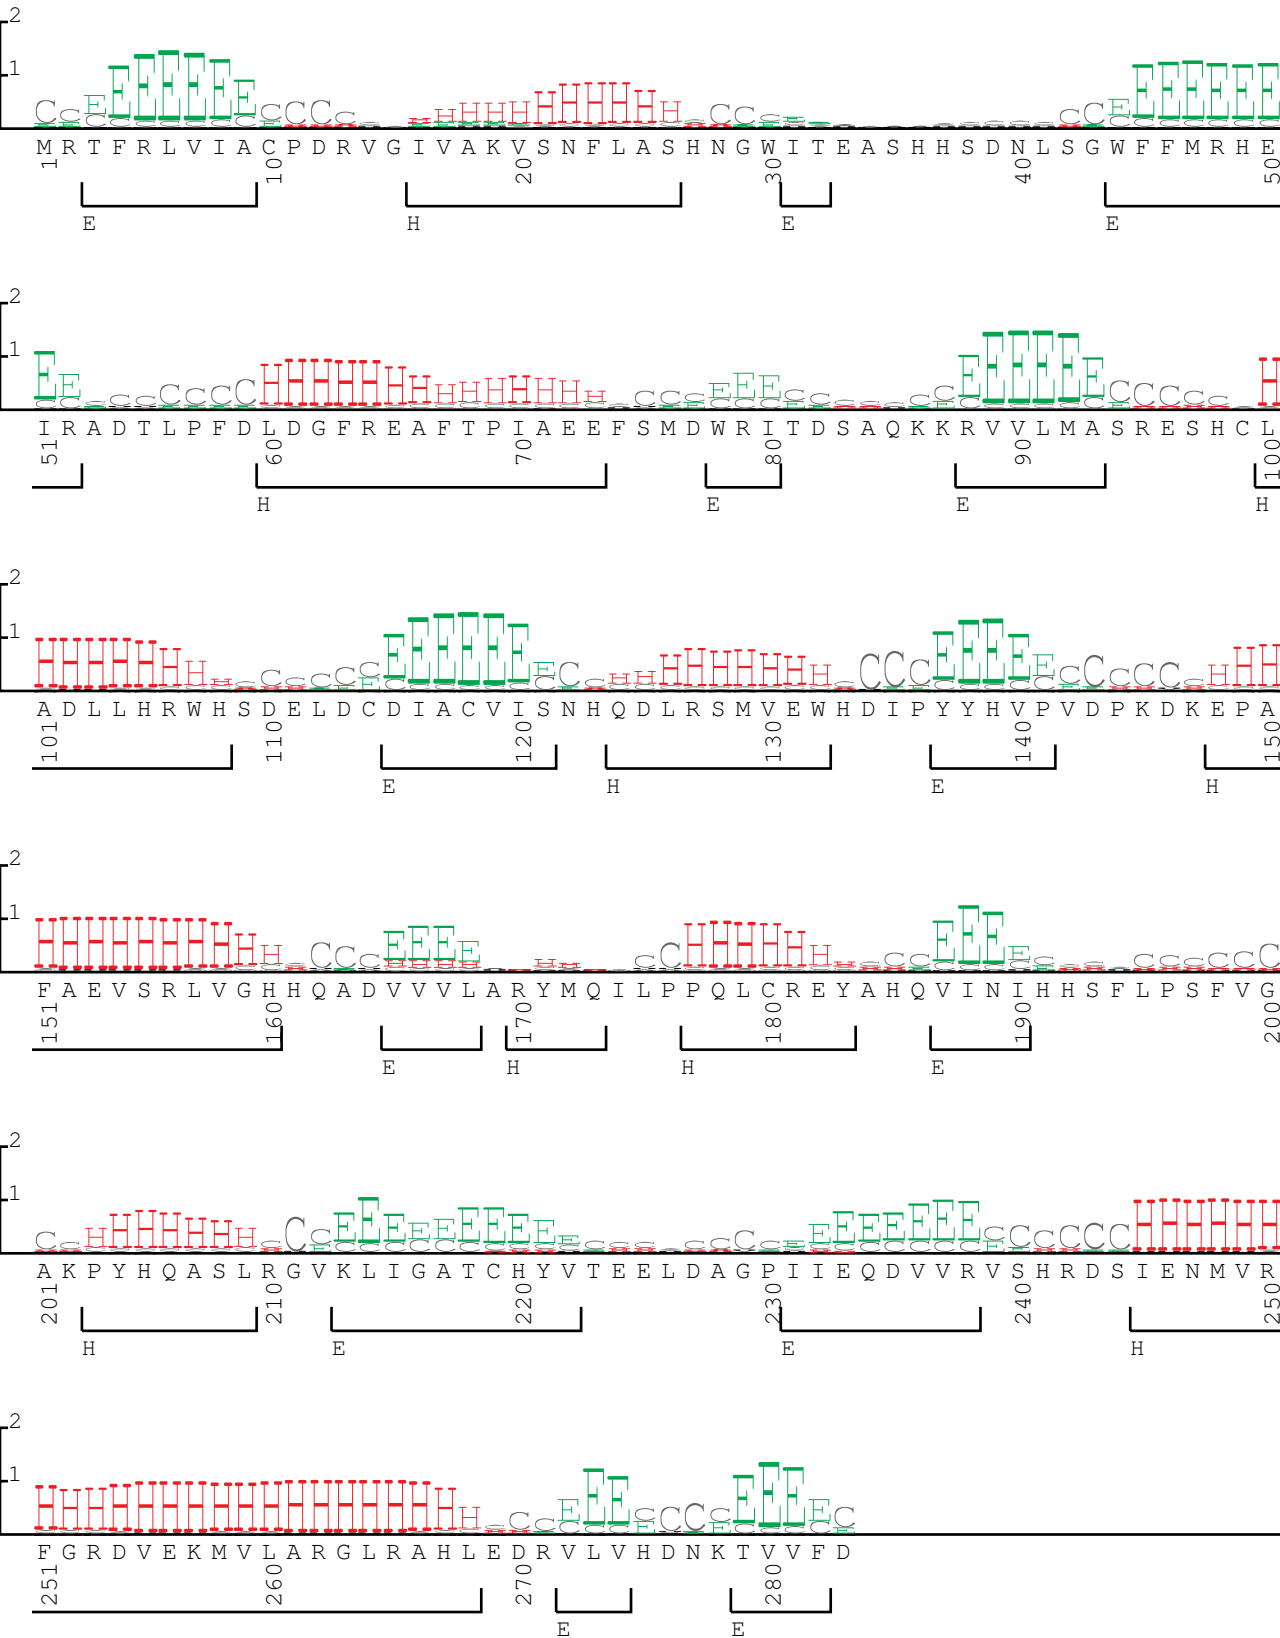 2
1
M R T F R L V I A C P D R V G I V A K V S N F L A S H N G W I T E A S H H S D N L S G W F F M R H E
1 10 20 30 40 50
E H E E
2
1
I R A D T L P F D L D G F R E A F T P I A E E F S M D W R I T D S A Q K K R V V L M A S R E S H C L
51 60 70 80 90 100
H E E H
2
1
A D L L H R W H S D E L D C D I A C V I S N H Q D L R S M V E W H D I P Y Y H V P V D P K D K E P A
101 110 120 130 140 150
E H E H
2
1
F A E V S R L V G H H Q A D V V V L A R Y M Q I L P P Q L C R E Y A H Q V I N I H H S F L P S F V G
151 160 170 180 190 200
E H H E
2
1
A K P Y H Q A S L R G V K L I G A T C H Y V T E E L D A G P I I E Q D V V R V S H R D S I E N M V R
201 210 220 230 240 250
H E E H
2
1
F G R D V E K M V L A R G L R A H L E D R V L V H D N K T V V F D
251 260 270 280
E E